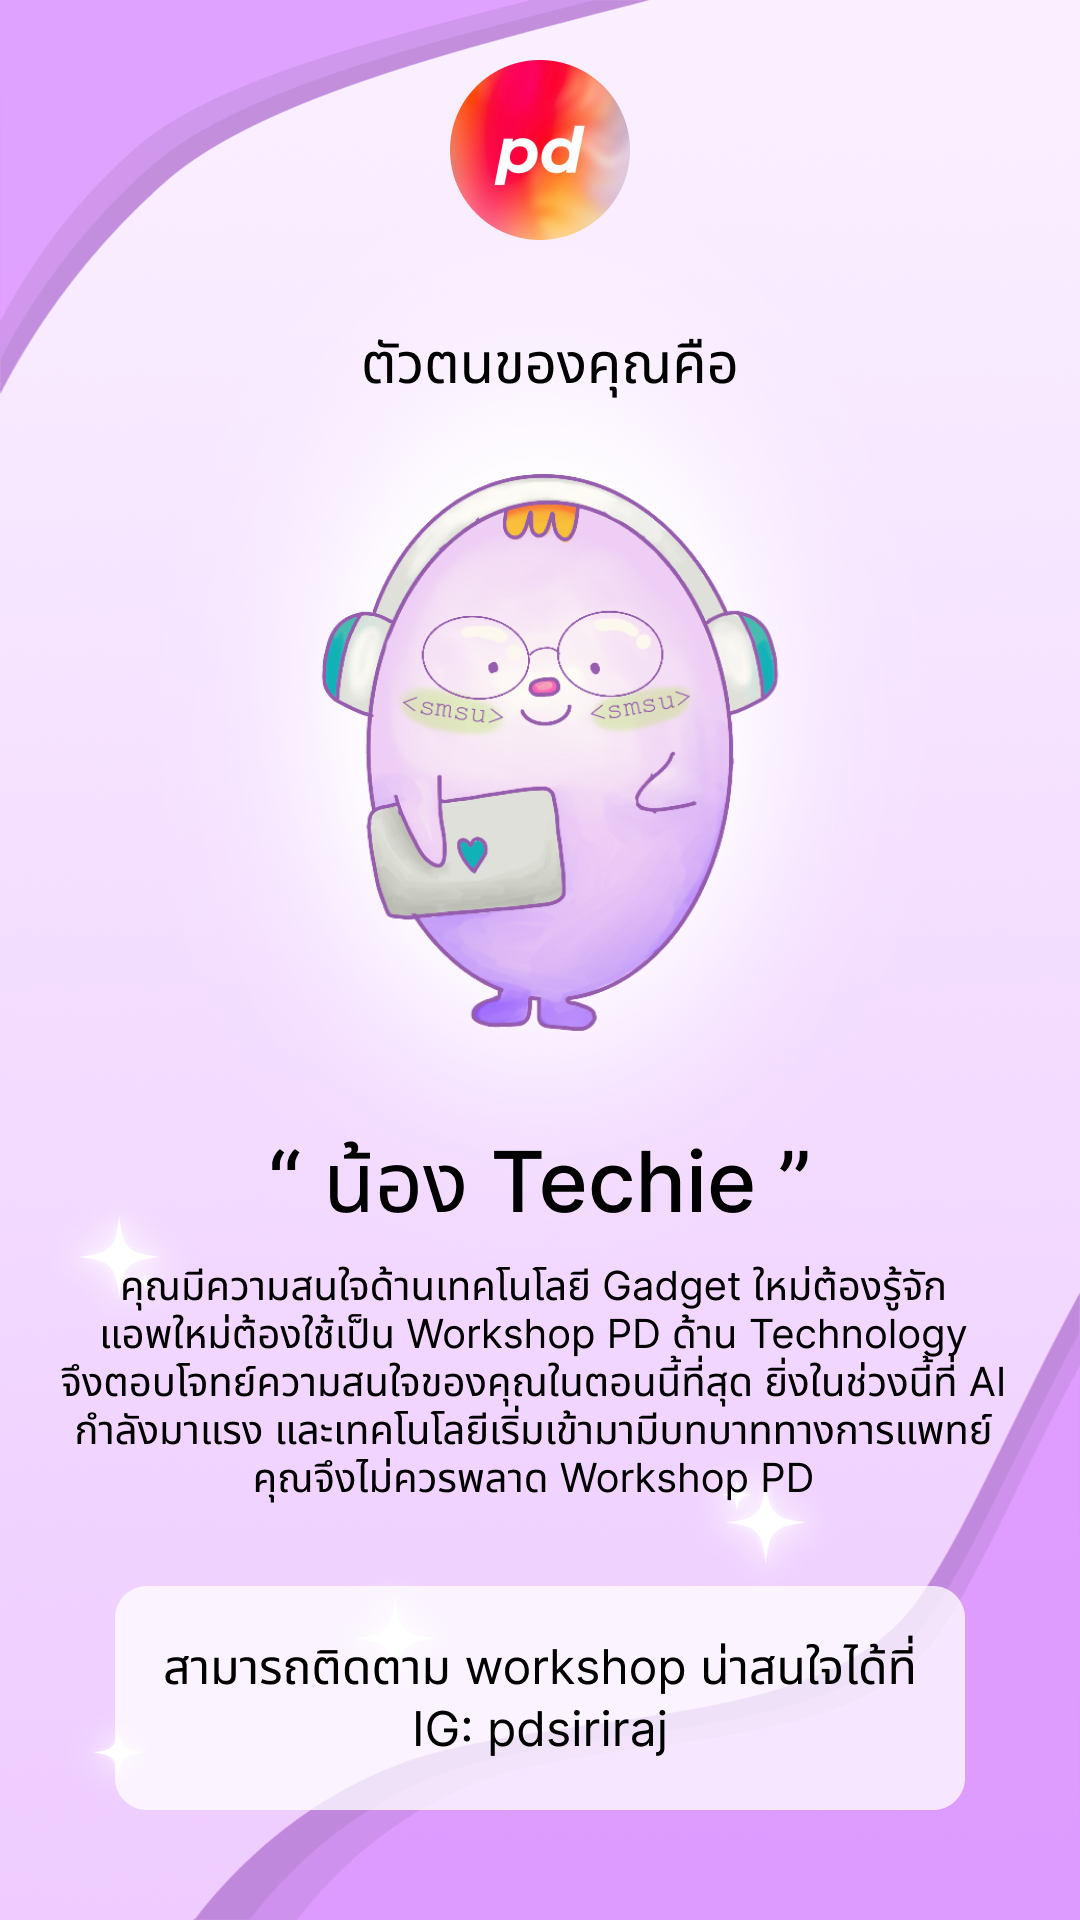 pd
ตัวตนของคุณคือ
<smsu> <smsu>
“ น้อง Techie ”
คุณมีความสนใจด้านเทคโนโลยี Gadget ใหม่ต้องรู้จัก
แอพใหม่ต้องใช้เป็น Workshop PD ด้าน Technology
จึงตอบโจทย์ความสนใจของคุณในตอนนี้ที่สุด ยิ่งในช่วงนี้ที่ AI
กำลังมาแรง และเทคโนโลยีเริ่มเข้ามามีบทบาททางการแพทย์
คุณจึงไม่ควรพลาด Workshop PD
สามารถติดตาม workshop น่าสนใจได้ที่
IG: pdsiriraj